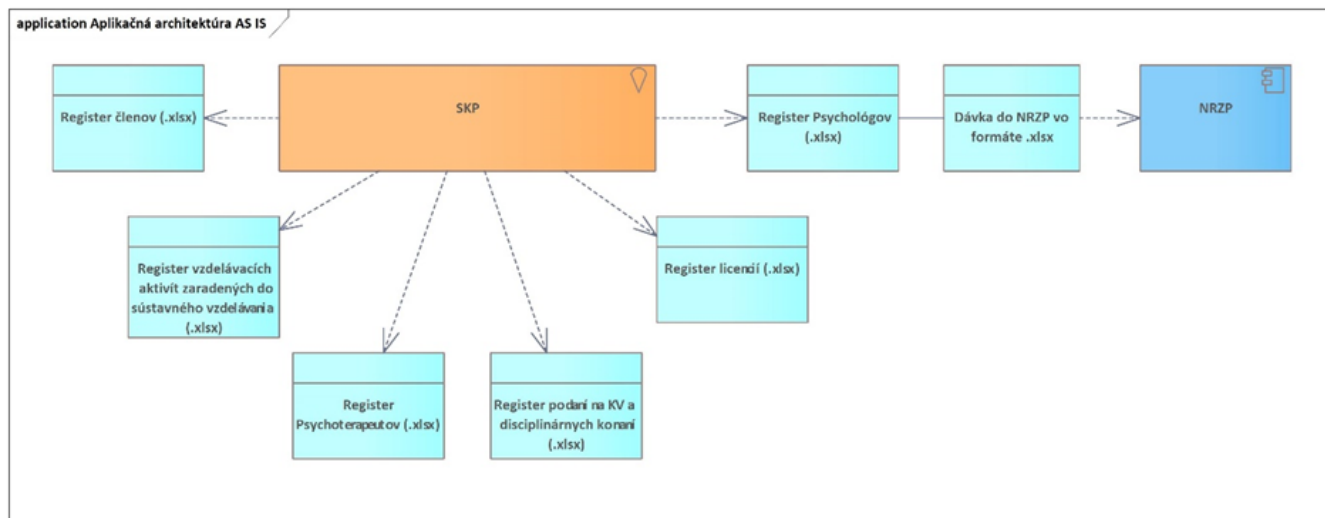 application Aplikačná architektúra AS IS
Register členov (.xlsx)
SKP
Register Psychológov
(.xlsx)
Dávka do NRZP vo
formáte .xlsx
NRZP
Register vzdelávacích
aktivít zaradených do
sústavného vzdelávania
(.xlsx)
Register licencií (.xlsx)
Register
Psychoterapeutov (.xlsx)
Register podaní na KV a
disciplinárnych konaní
(.xlsx)